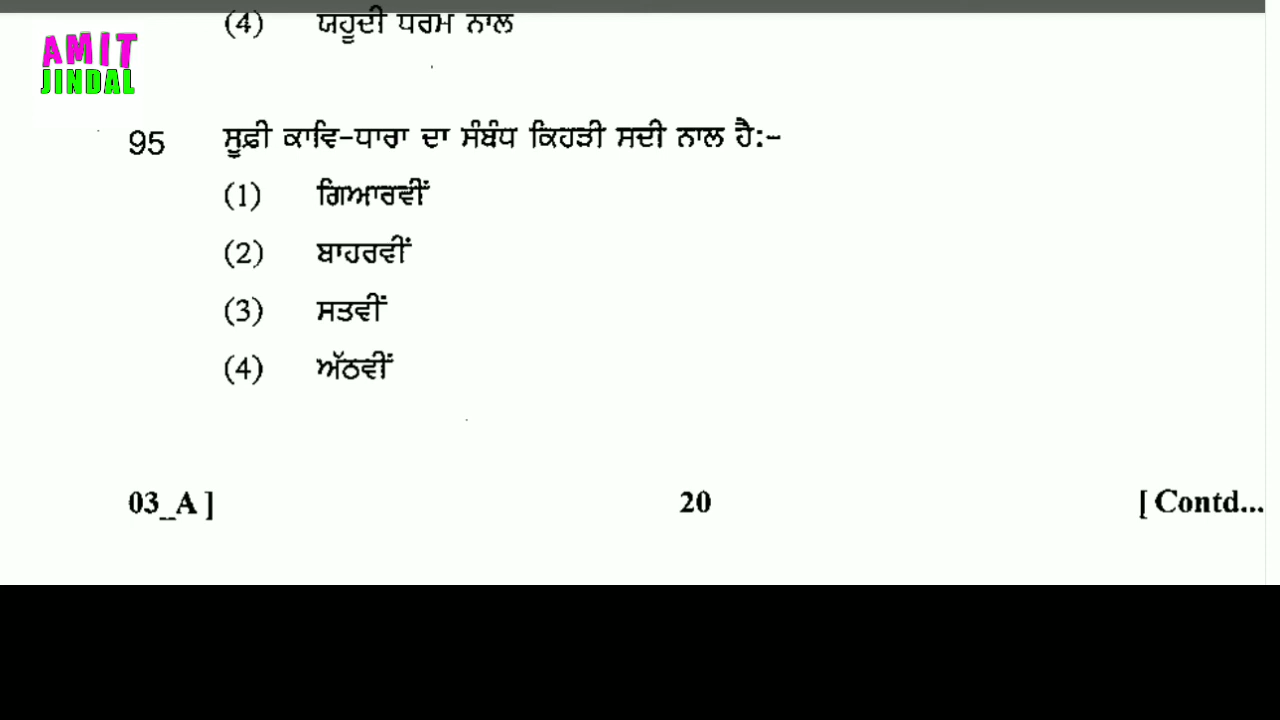 (4) ਯਹੂਦੀ ਧਰਮ ਨਾਲ
AMIT
JINDAL
95 ਸੂਫ਼ੀ ਕਾਵਿ-ਧਾਰਾ ਦਾ ਸੰਬੰਧ ਕਿਹੜੀ ਸਦੀ ਨਾਲ ਹੈ:-
(1) ਗਿਆਰਵੀਂ
(2) ਬਾਹਰਵੀਂ
(3) ਸਤਵੀਂ
(4) ਅੱਠਵੀਂ
03_A ] 20 [ Contd...